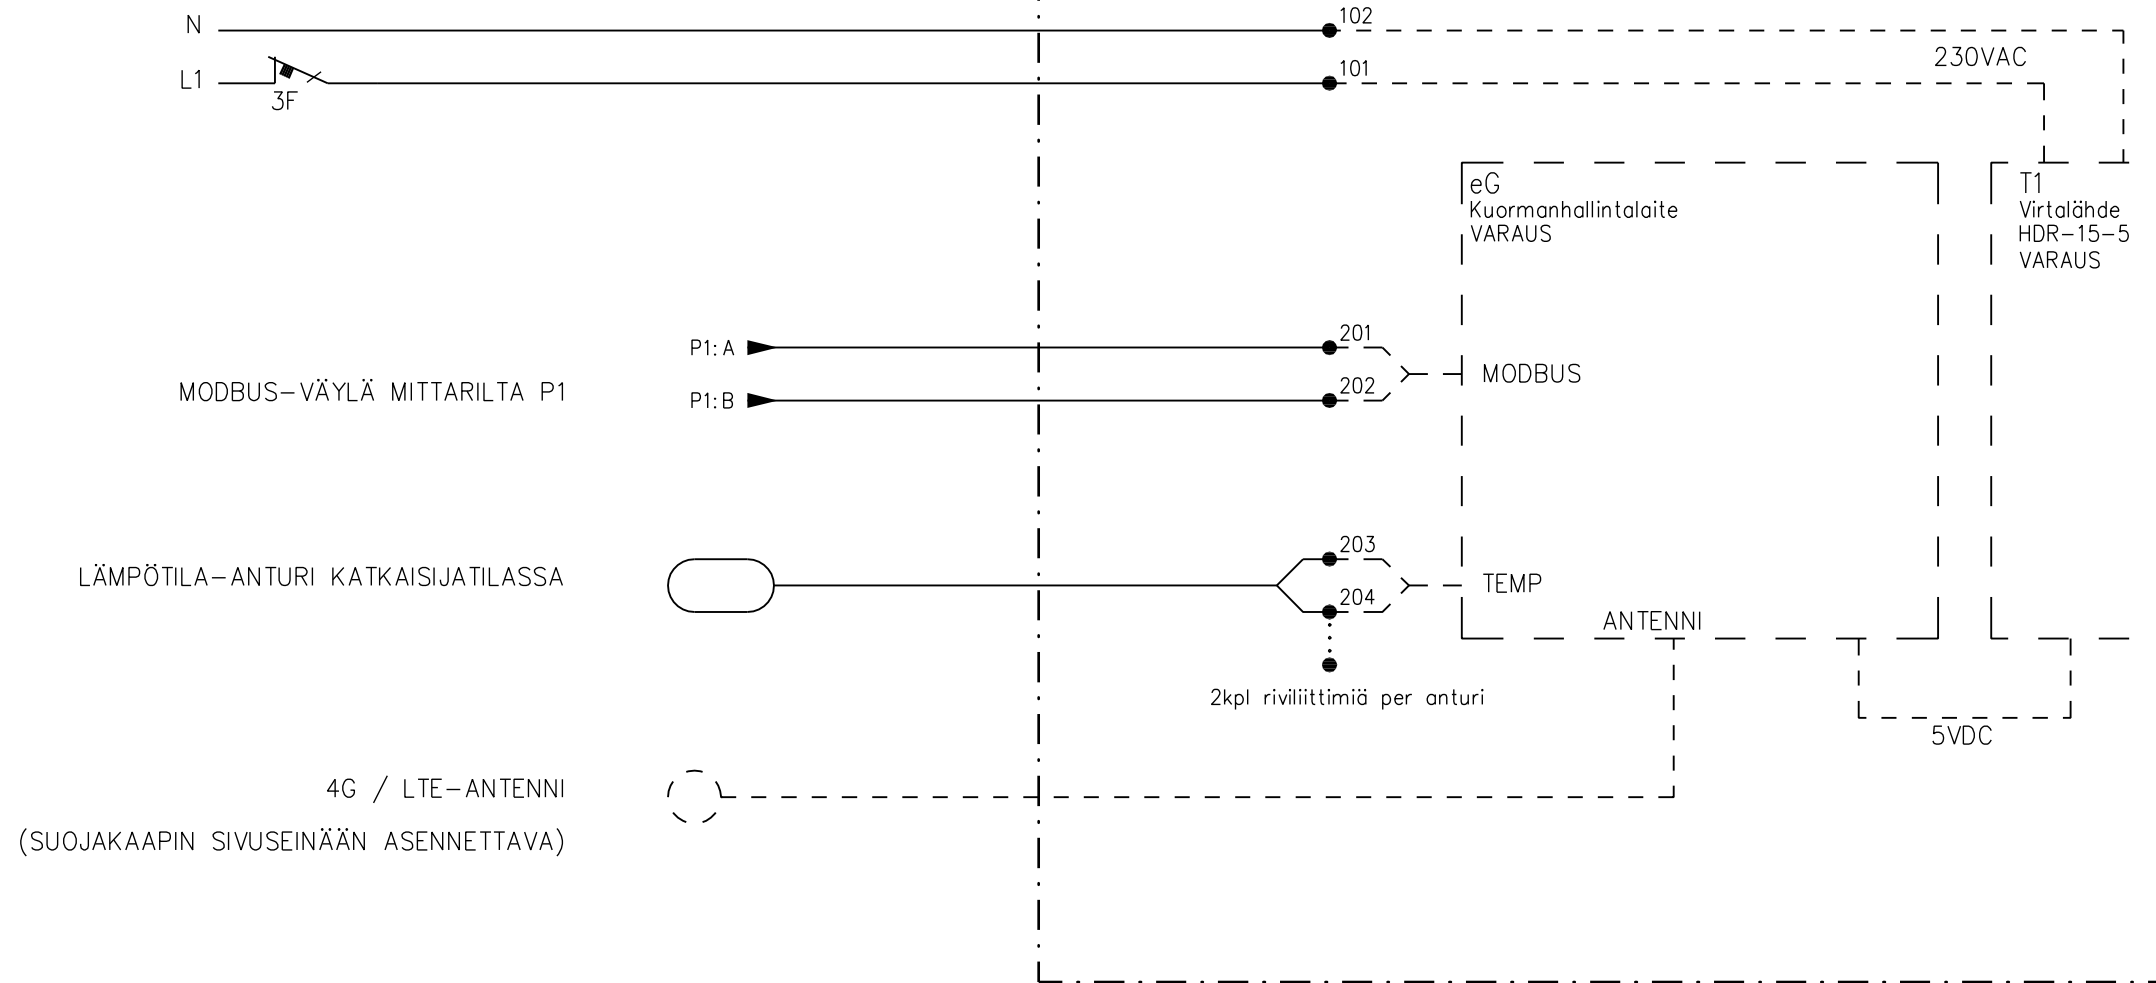 N
102
L1
3F
101
230VAC
eG
Kuormanhallintalaite
VARAUS
T1
Virtalähde
HDR-15-5
VARAUS
MODBUS-VÄYLÄ MITTARILTA P1
P1:A
P1:B
201
202
MODBUS
LÄMPÖTILA-ANTURI KATKAISIJATILASSA
203
204
TEMP
ANTENNI
2kpl riviliittimiä per anturi
5VDC
4G / LTE-ANTENNI
(SUOJAKAAPIN SIVUSEINÄÄN ASENNETTAVA)